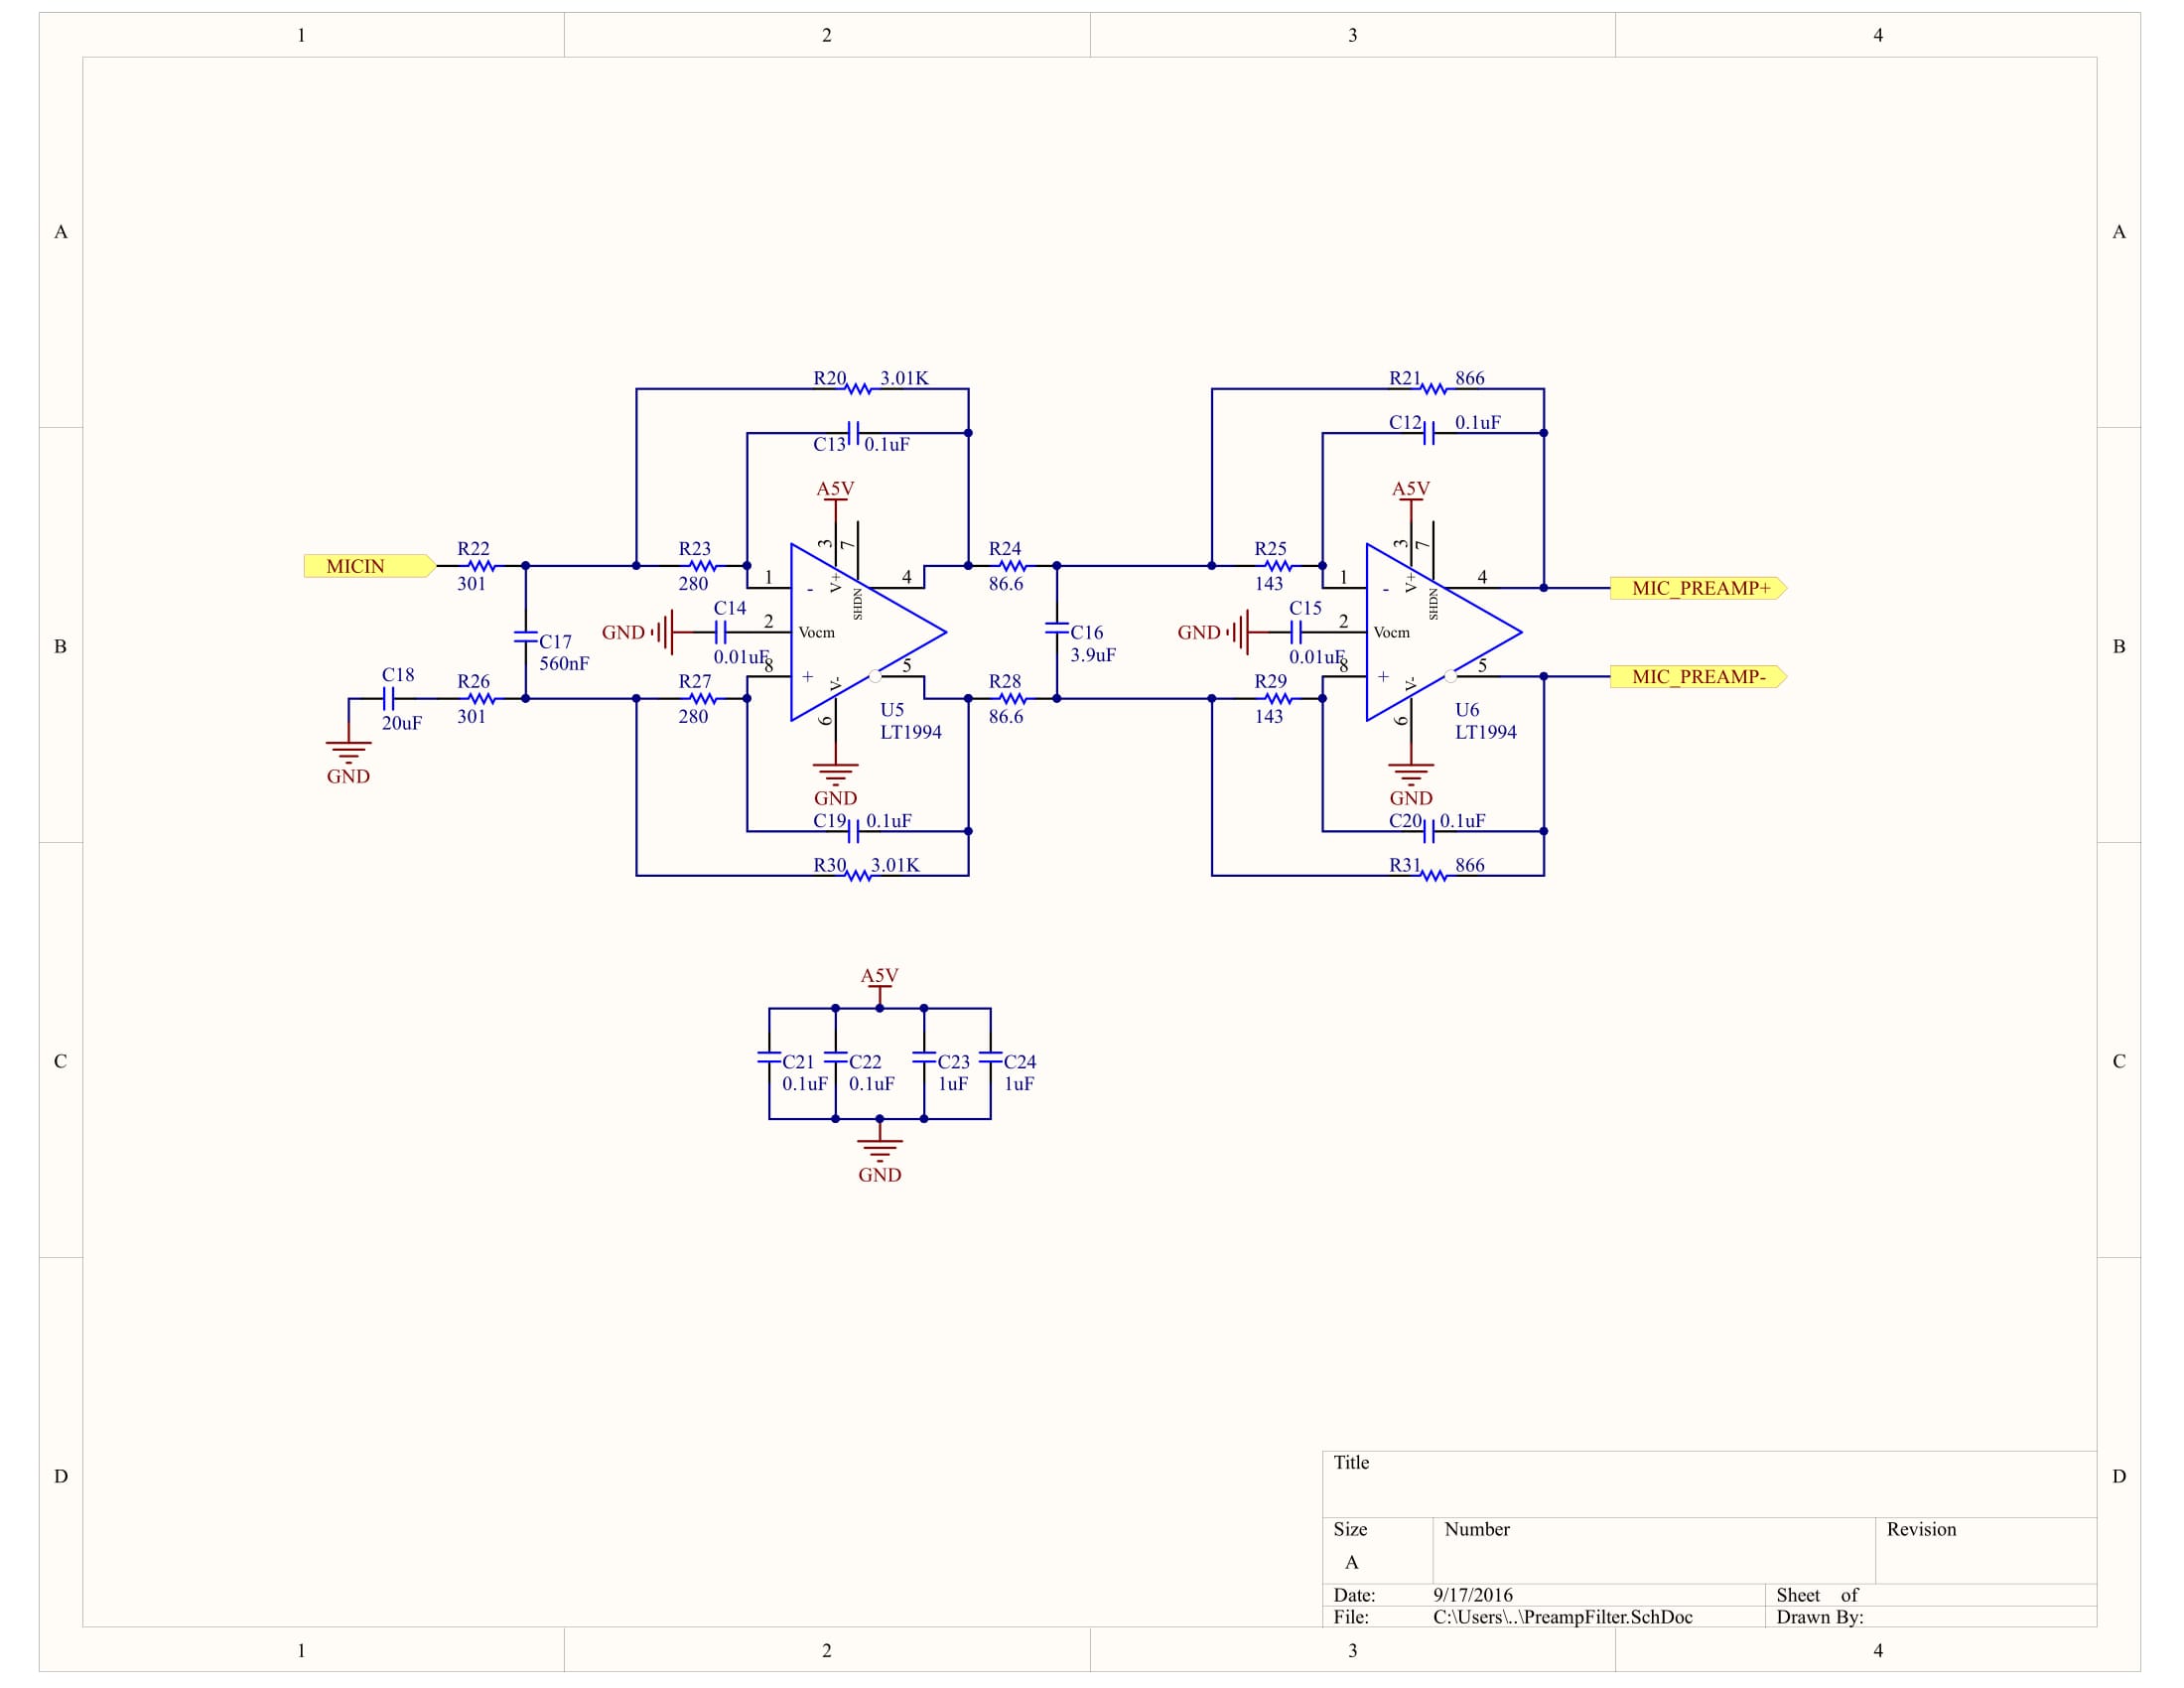 1 2 3 4
A A
R20 3.01K R21 866
C13 0.1uF C12 0.1uF
A5V A5V
3 7 3 7
R22 R23 R24 R25
MICIN 1 - V+ SHDN 4 1 - V+ SHDN 4 MIC_PREAMP+
301 280 86.6 143
C14 C15
GND 2 Vocm GND 2 Vocm
B B
C17 C16
560nF 3.9uF
0.01uF 0.01uF
8 + V- 5 8 + V- 5 MIC_PREAMP-
C18 R26 R27 R28 R29
20uF 301 280 86.6 143
6 U5 6 U6
LT1994 LT1994
GND
GND GND
C19 0.1uF C20 0.1uF
R30 3.01K R31 866
A5V
C C
C21 C22 C23 C24
0.1uF 0.1uF 1uF 1uF
GND
D D
Title
Size Number Revision
A
Date: 9/17/2016 Sheet of
File: C:\Users\..\PreampFilter.SchDoc Drawn By:
1 2 3 4